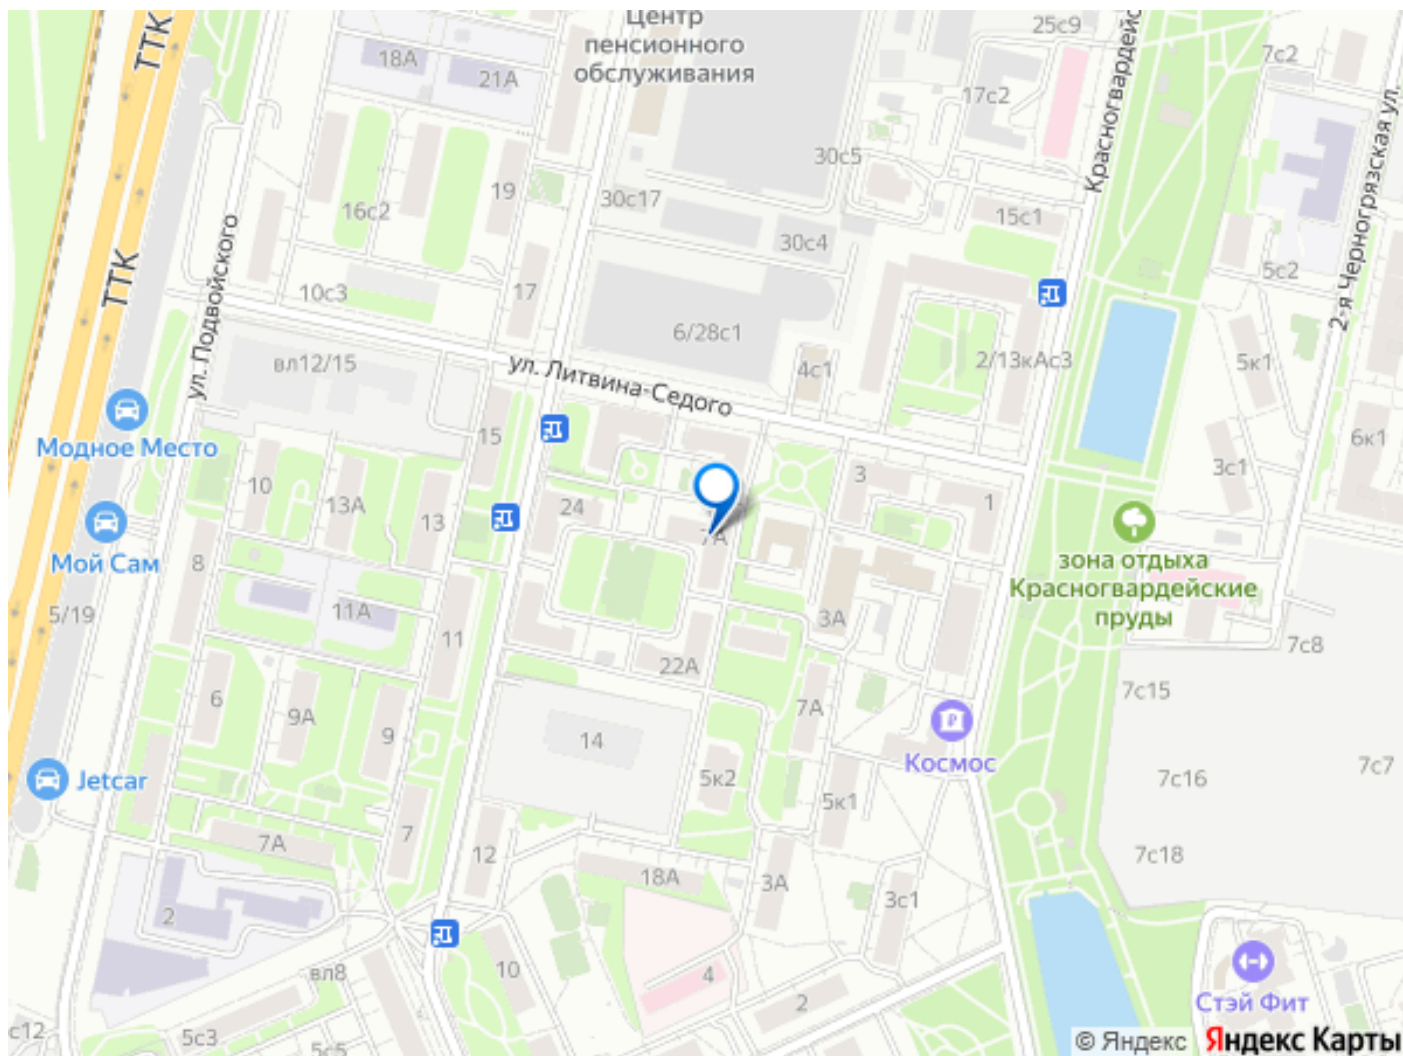 Центр
пенсионного
обслуживания
25с9
7с2
ТТК
18А
21А
17с2
Красногвардейс
2-я Черногрязская ул.
30с5
19
30с17
16с2
15с1
30с4
5с2
ул. Подвойского
ТТК
10с3
17
6/28с1
вл12/15
ул. Литвина-Седого
4с1
2/13кАс3
5к1
Модное Место
15
6к1
3с1
10
13А
13
24
3
1
7А
Мой Сам
8
зона отдыха
Красногвардейские
пруды
5/19
11А
3А
11
7с8
22А
7с15
6
9А
9
7А
14
Космос
7с7
Jetcar
5к2
7с16
5к1
7
7А
12
7с18
18А
3А
3с1
2
10
вл8
4
2
Стэй Фит
с12
5с3
5с5
© Яндекс
Яндекс Карты